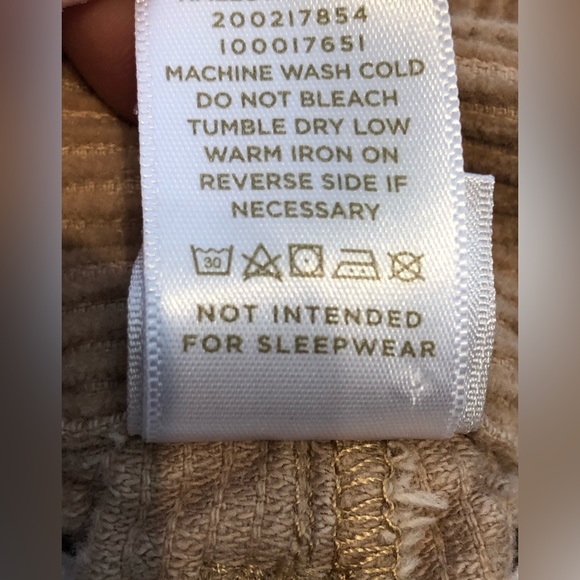 200217854
100017651
MACHINE WASH COLD
DO NOT BLEACH
TUMBLE DRY LOW
WARM IRON ON
REVERSE SIDE IF
NECESSARY
30
NOT INTENDED
FOR SLEEPWEAR